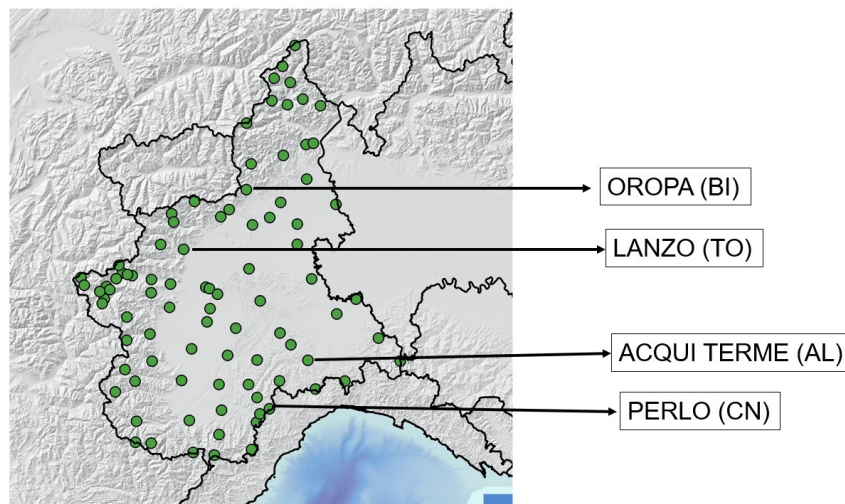 OROPA (BI)
LANZO (TO)
ACQUI TERME (AL)
PERLO (CN)